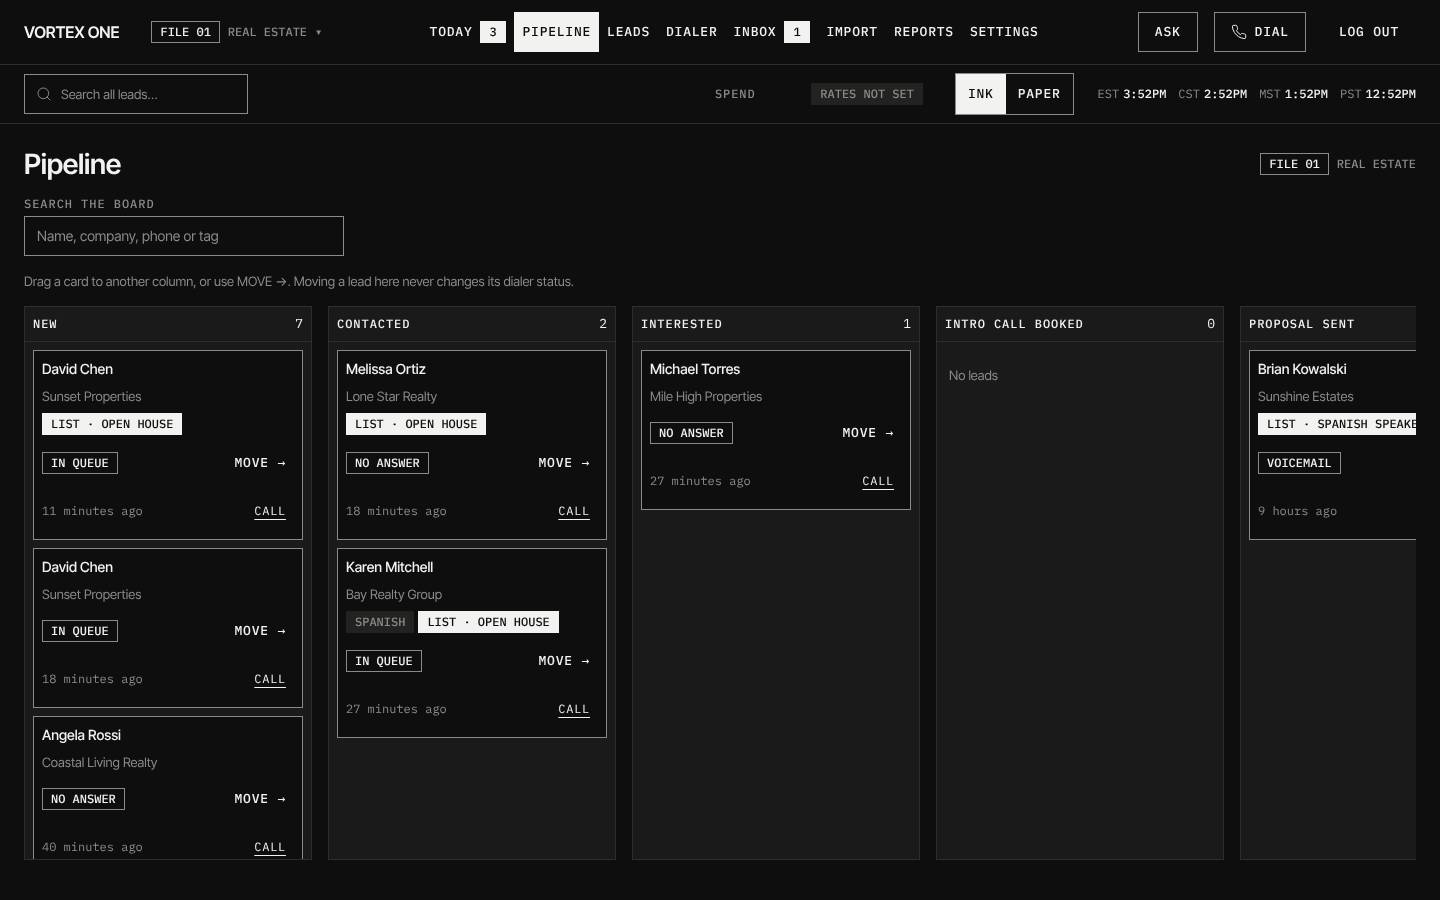 VORTEX ONE FILE 01 REAL ESTATE ▾ TODAY 3 PIPELINE LEADS DIALER INBOX 1 IMPORT REPORTS SETTINGS ASK DIAL LOG OUT
Search all leads... SPEND RATES NOT SET INK PAPER EST 3:52PM CST 2:52PM MST 1:52PM PST 12:52PM
Pipeline FILE 01 REAL ESTATE
SEARCH THE BOARD
Name, company, phone or tag
Drag a card to another column, or use MOVE →. Moving a lead here never changes its dialer status.
NEW 7
David Chen
Sunset Properties
LIST · OPEN HOUSE
IN QUEUE MOVE →
11 minutes ago CALL
David Chen
Sunset Properties
IN QUEUE MOVE →
18 minutes ago CALL
Angela Rossi
Coastal Living Realty
NO ANSWER MOVE →
40 minutes ago CALL
CONTACTED 2
Melissa Ortiz
Lone Star Realty
LIST · OPEN HOUSE
NO ANSWER MOVE →
18 minutes ago CALL
Karen Mitchell
Bay Realty Group
SPANISH LIST · OPEN HOUSE
IN QUEUE MOVE →
27 minutes ago CALL
INTERESTED 1
Michael Torres
Mile High Properties
NO ANSWER MOVE →
27 minutes ago CALL
INTRO CALL BOOKED 0
No leads
PROPOSAL SENT
Brian Kowalski
Sunshine Estates
LIST · SPANISH SPEAKE
VOICEMAIL
9 hours ago